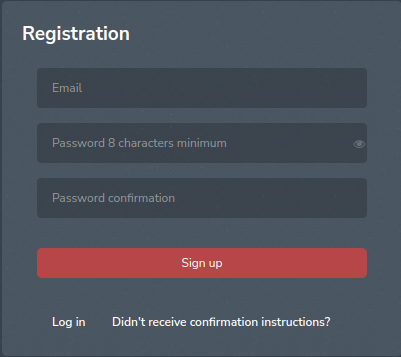 Registration
Email
Password 8 characters minimum
Password confirmation
Sign up
Log in Didn't receive confirmation instructions?